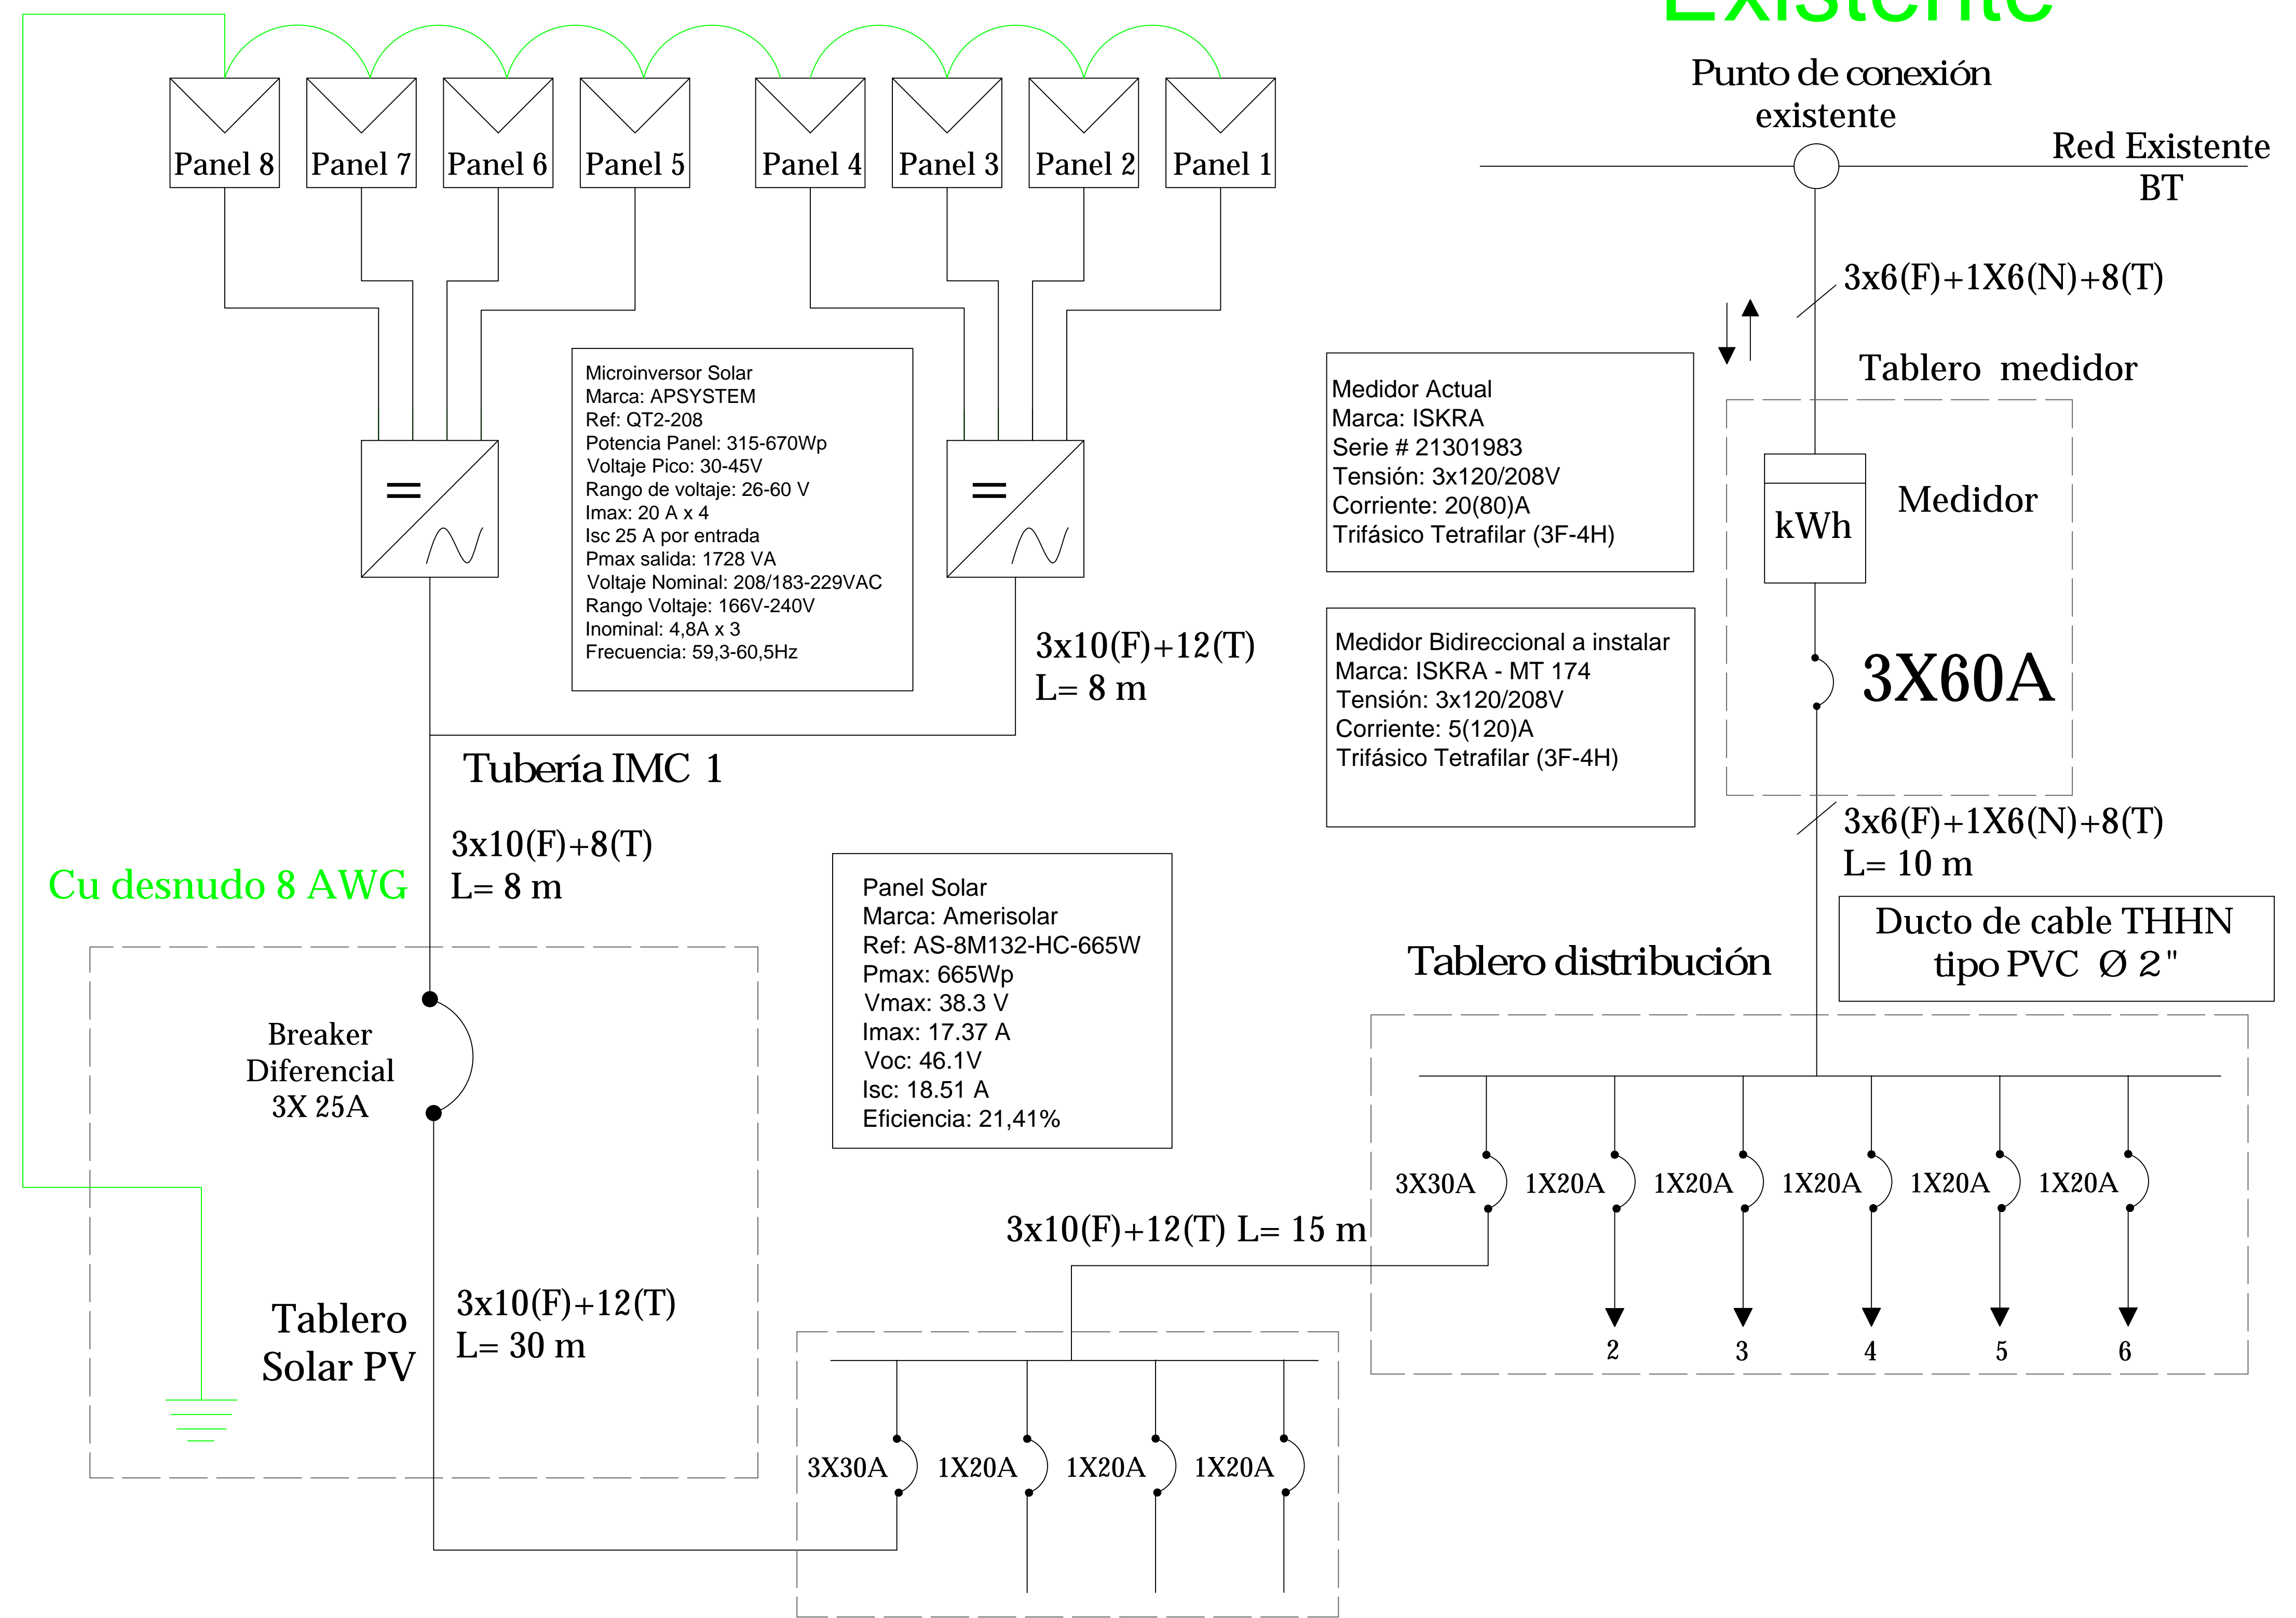 Existente
Punto de conexión
existente
Red Existente
BT
Panel 8
Panel 7
Panel 6
Panel 5
Panel 4
Panel 3
Panel 2
Panel 1
3x6(F)+1X6(N)+8(T)
Tablero medidor
Microinversor Solar
Marca: APSYSTEM
Ref: QT2-208
Potencia Panel: 315-670Wp
Voltaje Pico: 30-45V
Rango de voltaje: 26-60 V
Imax: 20 A x 4
Isc 25 A por entrada
Pmax salida: 1728 VA
Voltaje Nominal: 208/183-229VAC
Rango Voltaje: 166V-240V
Inominal: 4,8A x 3
Frecuencia: 59,3-60,5Hz
Medidor Actual
Marca: ISKRA
Serie # 21301983
Tensión: 3x120/208V
Corriente: 20(80)A
Trifásico Tetrafilar (3F-4H)
Medidor
kWh
3X60A
3x10(F)+12(T)
L= 8 m
Medidor Bidireccional a instalar
Marca: ISKRA - MT 174
Tensión: 3x120/208V
Corriente: 5(120)A
Trifásico Tetrafilar (3F-4H)
Tubería IMC 1
3x10(F)+8(T)
L= 8 m
Cu desnudo 8 AWG
3x6(F)+1X6(N)+8(T)
L= 10 m
Ducto de cable THHN
tipo PVC Ø 2"
Panel Solar
Marca: Amerisolar
Ref: AS-8M132-HC-665W
Pmax: 665Wp
Vmax: 38.3 V
Imax: 17.37 A
Voc: 46.1V
Isc: 18.51 A
Eficiencia: 21,41%
Tablero distribución
Breaker
Diferencial
3X 25A
3X30A
1X20A
1X20A
1X20A
1X20A
1X20A
3x10(F)+12(T) L= 15 m
2
3
4
5
6
Tablero
Solar PV
3x10(F)+12(T)
L= 30 m
3X30A
1X20A
1X20A
1X20A